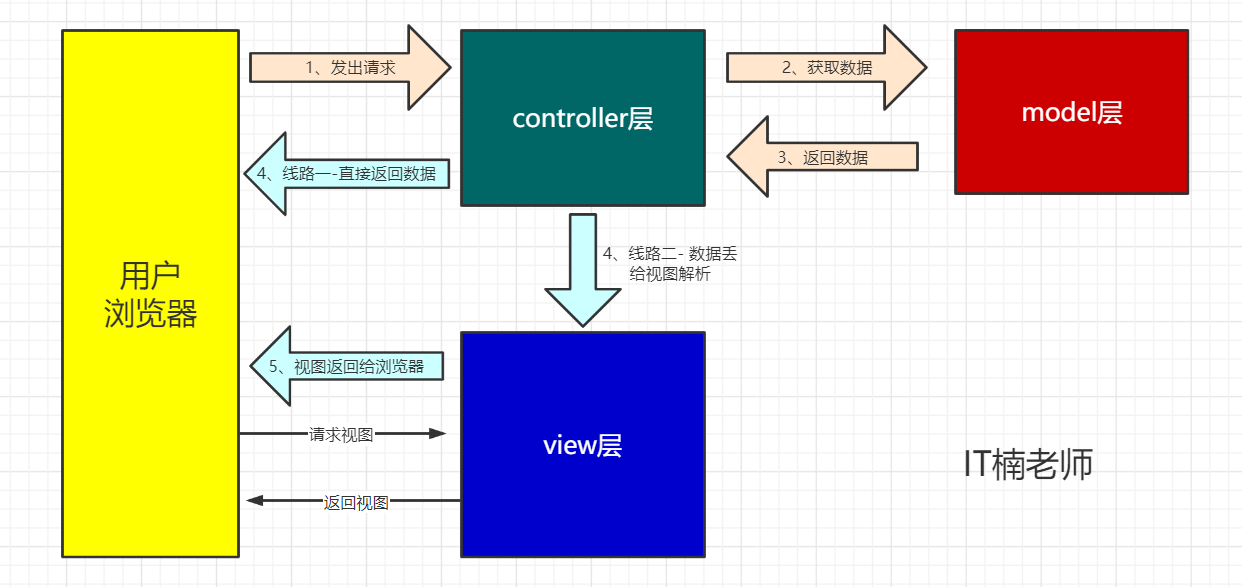 1、发出请求
2、获取数据
controller层
model层
3、返回数据
4、线路一-直接返回数据
4、线路二- 数据丢
给视图解析
用户
浏览器
5、视图返回给浏览器
请求视图
view层
IT楠老师
返回视图